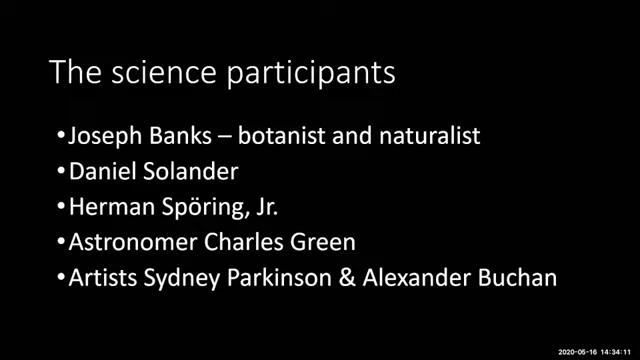 The science participants
•Joseph Banks – botanist and naturalist
•Daniel Solander
•Herman Spöring, Jr.
•Astronomer Charles Green
•Artists Sydney Parkinson & Alexander Buchan
2020-05-16 14:34:11